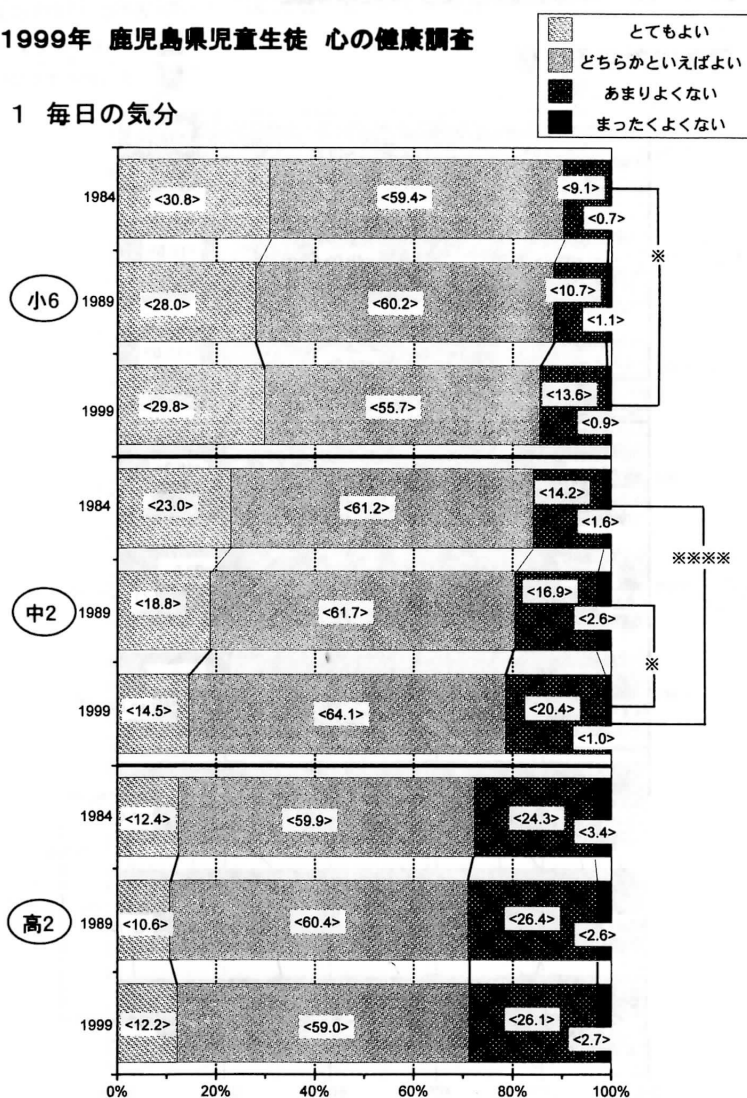 1999年 鹿児島県児童生徒 心の健康調査
とてもよい
どちらかといえばよい
あまりよくない
まったくよくない
1 毎日の気分
小6
1984 <30.8> <59.4> <9.1> <0.7>
※
1989 <28.0> <60.2> <10.7> <1.1>
1999 <29.8> <55.7> <13.6> <0.9>
中2
1984 <23.0> <61.2> <14.2> <1.6>
※※※※
1989 <18.8> <61.7> <16.9> <2.6>
※
1999 <14.5> <64.1> <20.4> <1.0>
高2
1984 <12.4> <59.9> <24.3> <3.4>
1989 <10.6> <60.4> <26.4> <2.6>
1999 <12.2> <59.0> <26.1> <2.7>
0% 20% 40% 60% 80% 100%